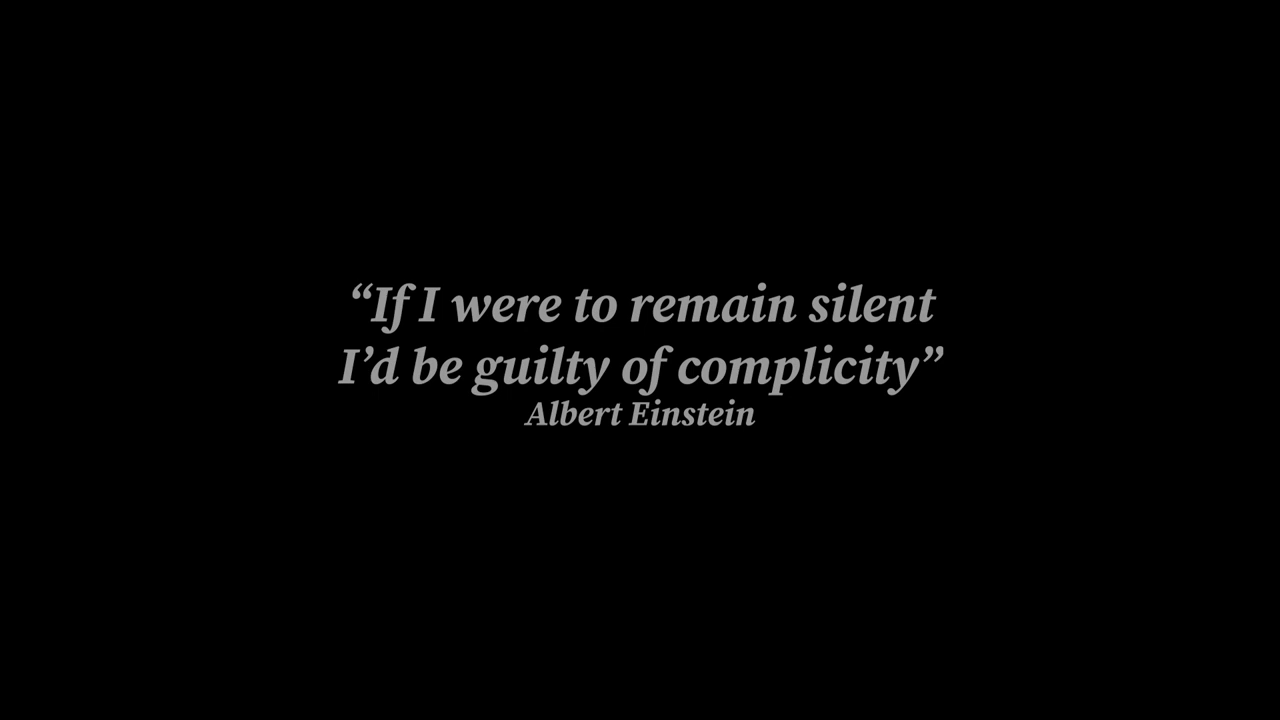 “If I were to remain silent
I’d be guilty of complicity”
Albert Einstein